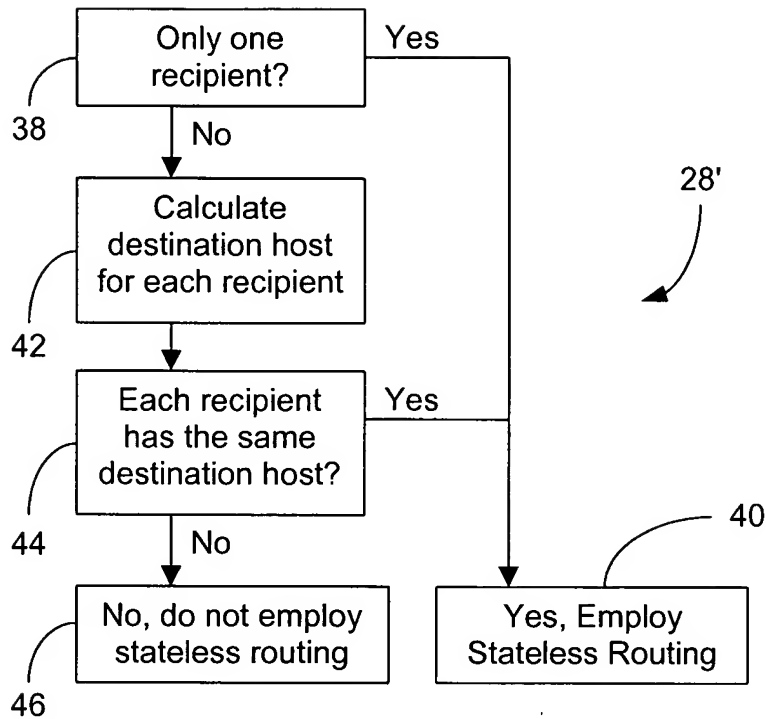 Only one
recipient?
Yes
38
No
Calculate
destination host
for each recipient
28'
42
Each recipient
has the same
destination host?
Yes
44
No
40
No, do not employ
stateless routing
Yes, Employ
Stateless Routing
46